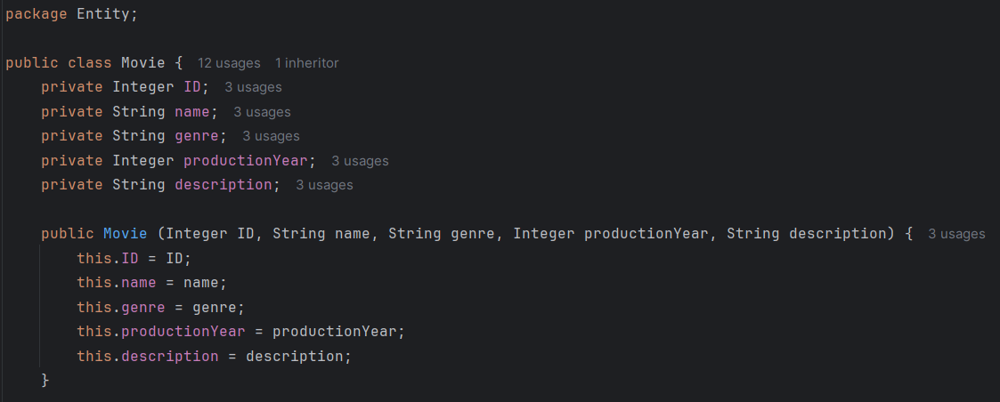 package Entity;
public class Movie {  12 usages  1 inheritor
    private Integer ID;  3 usages
    private String name;  3 usages
    private String genre;  3 usages
    private Integer productionYear;  3 usages
    private String description;  3 usages
    public Movie (Integer ID, String name, String genre, Integer productionYear, String description) {  3 usages
        this.ID = ID;
        this.name = name;
        this.genre = genre;
        this.productionYear = productionYear;
        this.description = description;
    }